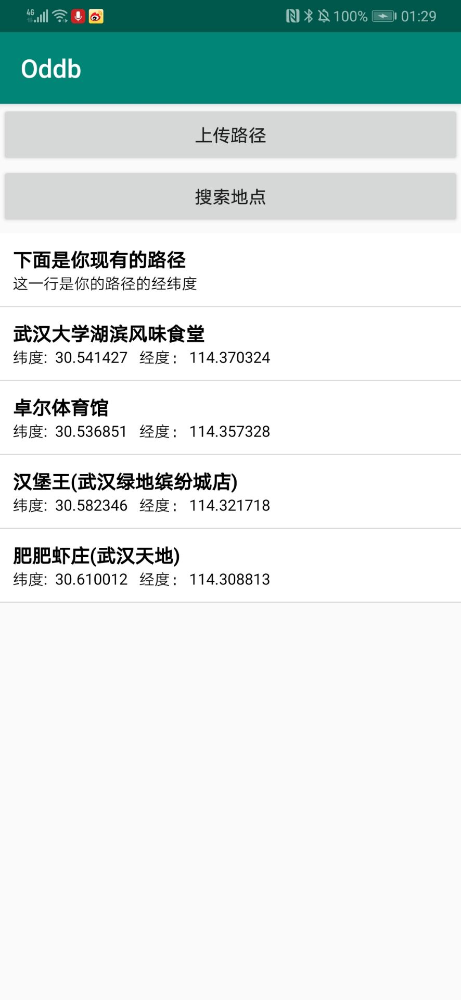 4G 100% 01:29
Oddb
上传路径
搜索地点
下面是你现有的路径
这一行是你的路径的经纬度
武汉大学湖滨风味食堂
纬度: 30.541427 经度： 114.370324
卓尔体育馆
纬度: 30.536851 经度： 114.357328
汉堡王(武汉绿地缤纷城店)
纬度: 30.582346 经度： 114.321718
肥肥虾庄(武汉天地)
纬度: 30.610012 经度： 114.308813